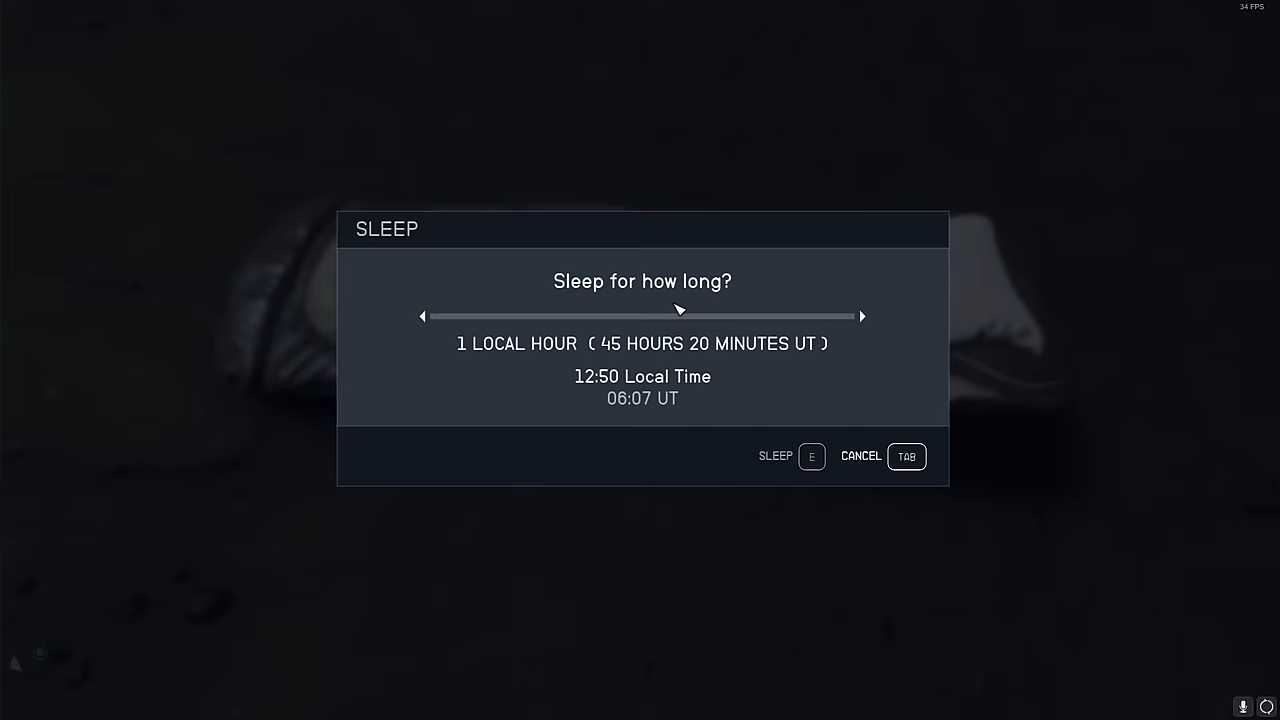 34 FPS
SLEEP
Sleep for how long?
1 LOCAL HOUR ( 45 HOURS 20 MINUTES UT )
12:50 Local Time
06:07 UT
SLEEP E CANCEL TAB